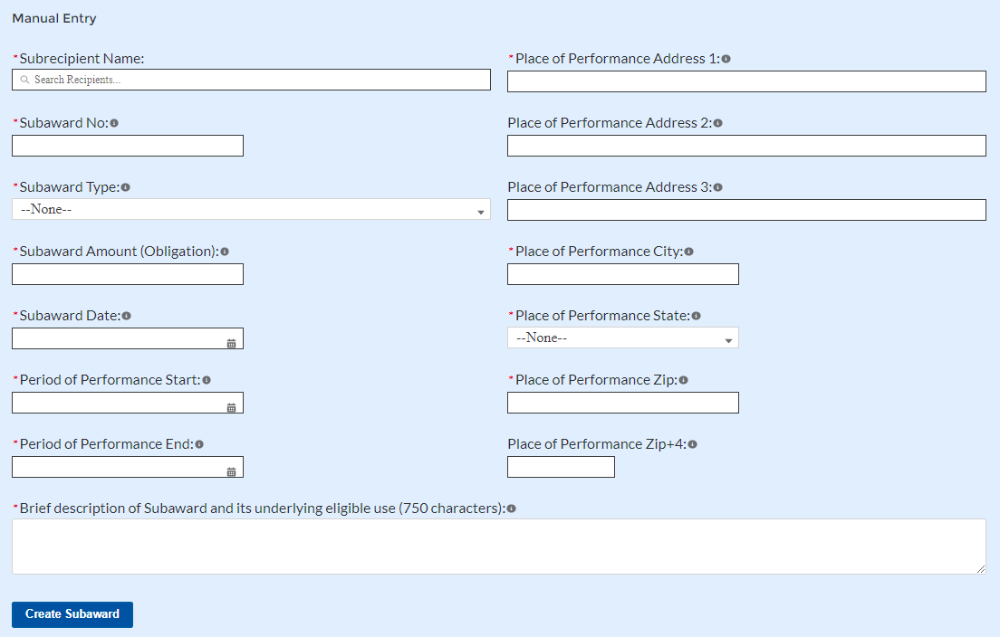 Manual Entry
*Subrecipient Name:
Search Recipients...
*Subaward No:
*Subaward Type:
--None--
*Subaward Amount (Obligation):
*Subaward Date:
*Period of Performance Start:
*Period of Performance End:
*Place of Performance Address 1:
Place of Performance Address 2:
Place of Performance Address 3:
*Place of Performance City:
*Place of Performance State:
--None--
*Place of Performance Zip:
Place of Performance Zip+4:
*Brief description of Subaward and its underlying eligible use (750 characters):
Create Subaward